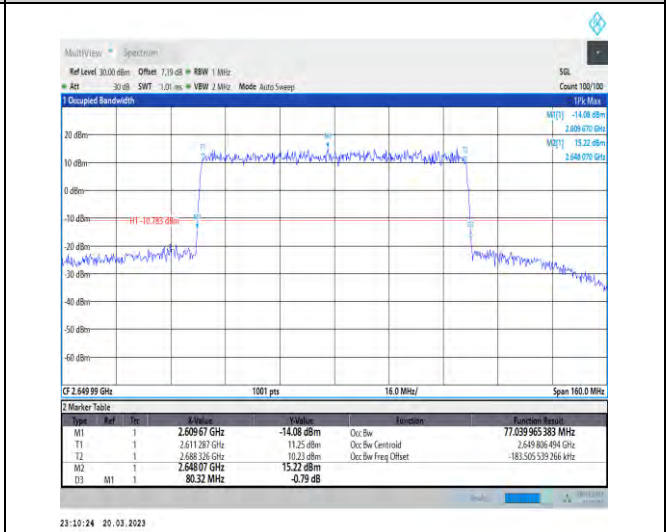 MultiView Spectrum
Ref Level 30.00 dBm Offset 7.19 dB RBW 1 MHz SGL
Att 30 dB SWT 1.01 ms VBW 2 MHz Mode Auto Sweep Count 100/100
1 Occupied Bandwidth 1Pk Max
M1[1] -14.08 dBm
2.609 670 GHz
M2[1] 15.22 dBm
2.648 070 GHz
20 dBm
10 dBm
0 dBm
-10 dBm
H1 -10.783 dBm
-20 dBm
-30 dBm
-40 dBm
-50 dBm
-60 dBm
T1
M2
T2
M1
D3
CF 2.649 99 GHz 1001 pts 16.0 MHz/ Span 160.0 MHz
2 Marker Table
Type Ref Trc X-Value Y-Value Function Function Result
M1 1 2.609 67 GHz -14.08 dBm Occ Bw 77.039 965 383 MHz
T1 1 2.611 287 GHz 11.25 dBm Occ Bw Centroid 2.649 806 494 GHz
T2 1 2.688 326 GHz 10.23 dBm Occ Bw Freq Offset -183.505 539 266 kHz
M2 1 2.648 07 GHz 15.22 dBm
D3 M1 1 80.32 MHz -0.79 dB
23:10:24 20.03.2023